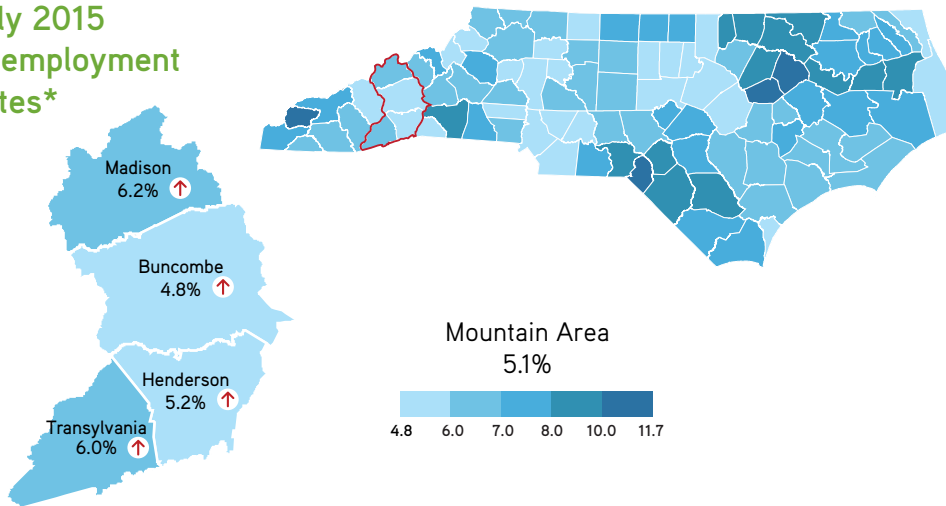 ly 2015
employment
tes*
Madison
6.2%
Buncombe
4.8%
Henderson
5.2%
Transylvania
6.0%
Mountain Area
5.1%
4.8 6.0 7.0 8.0 10.0 11.7